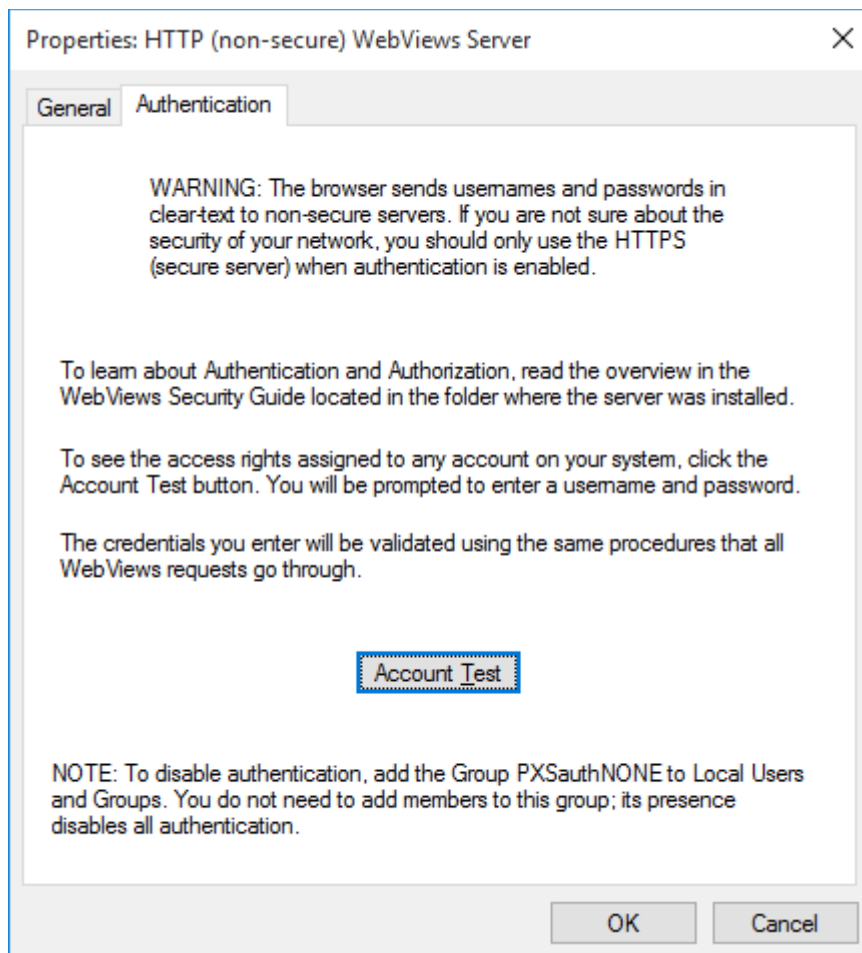 Properties: HTTP (non-secure) WebViews Server
General
Authentication
WARNING: The browser sends usernames and passwords in
clear-text to non-secure servers. If you are not sure about the
security of your network, you should only use the HTTPS
(secure server) when authentication is enabled.
To learn about Authentication and Authorization, read the overview in the
WebViews Security Guide located in the folder where the server was installed.
To see the access rights assigned to any account on your system, click the
Account Test button. You will be prompted to enter a username and password.
The credentials you enter will be validated using the same procedures that all
WebViews requests go through.
Account Test
NOTE: To disable authentication, add the Group PXSauthNONE to Local Users
and Groups. You do not need to add members to this group; its presence
disables all authentication.
OK
Cancel